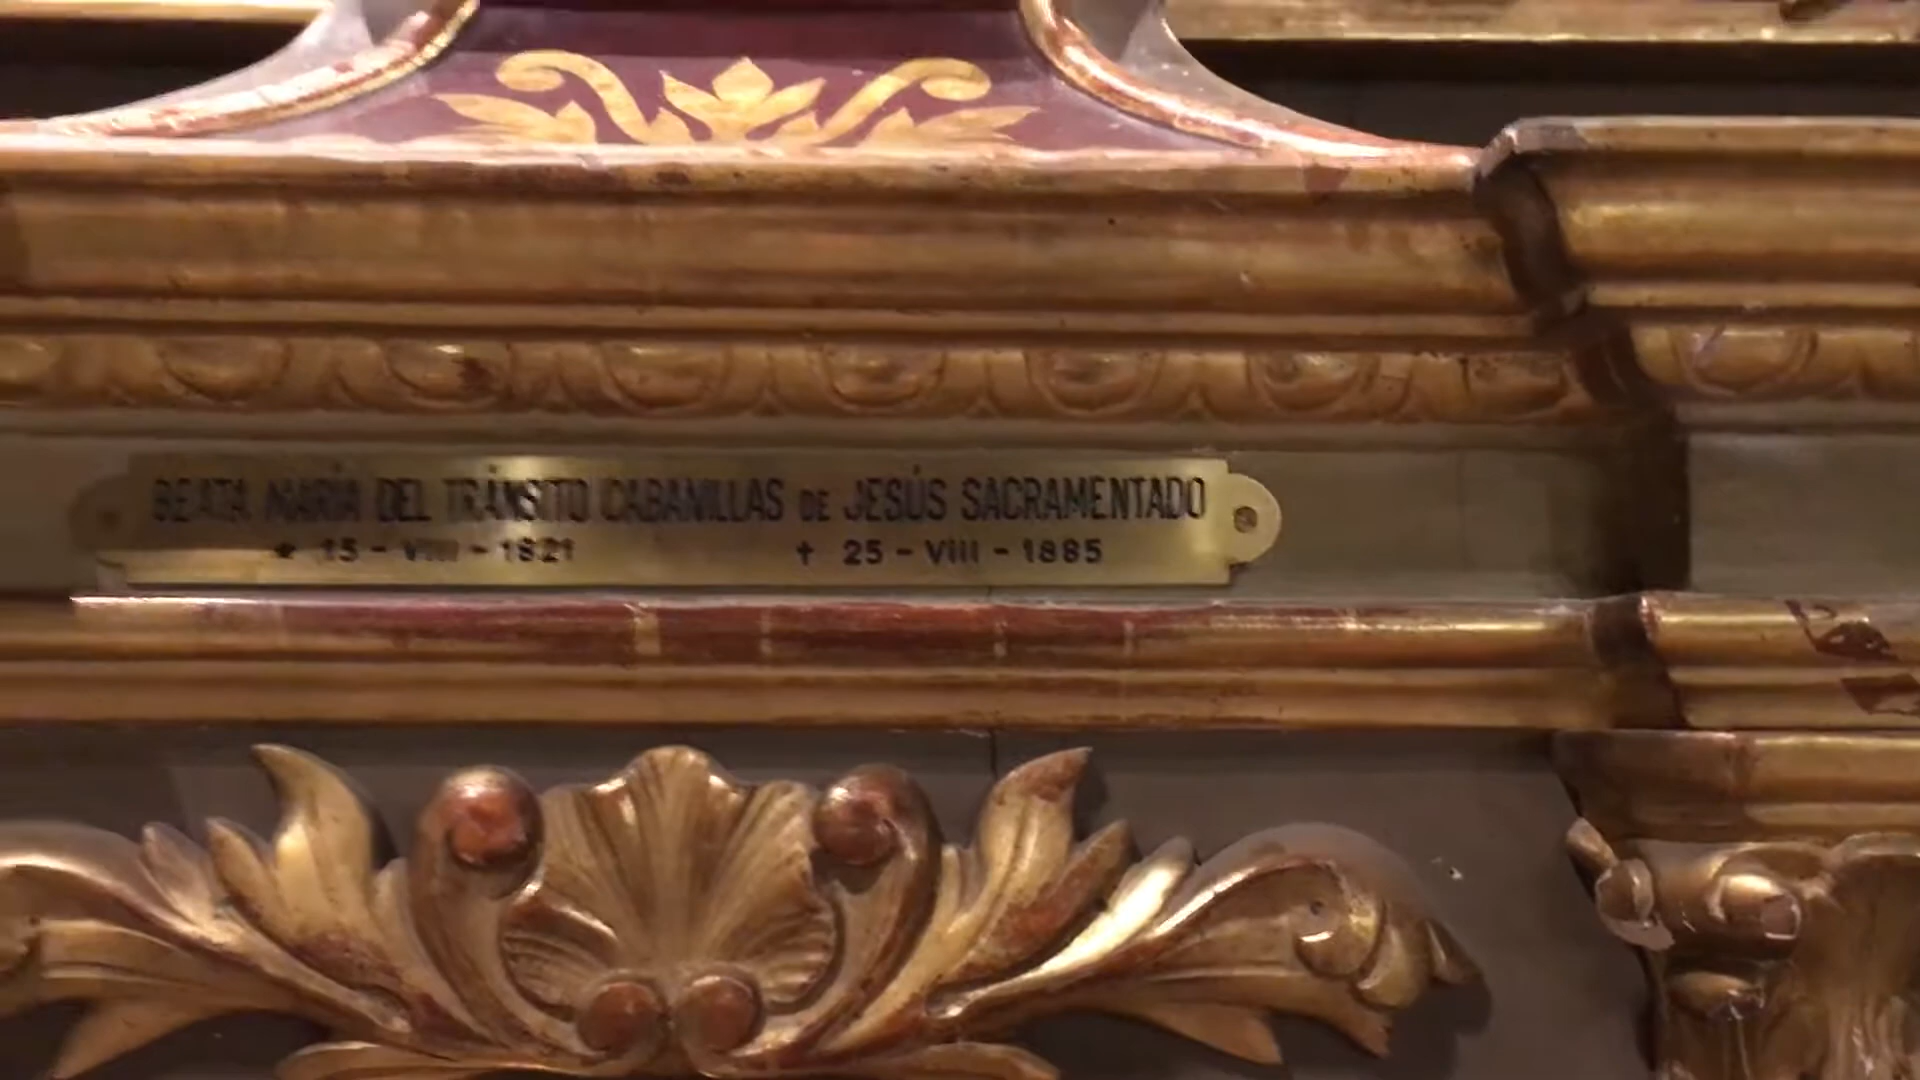 BEATA MARÍA DEL TRÁNSITO CABANILLAS DE JESÚS SACRAMENTADO
★ 15 - VIII - 1821 † 25 - VIII - 1885